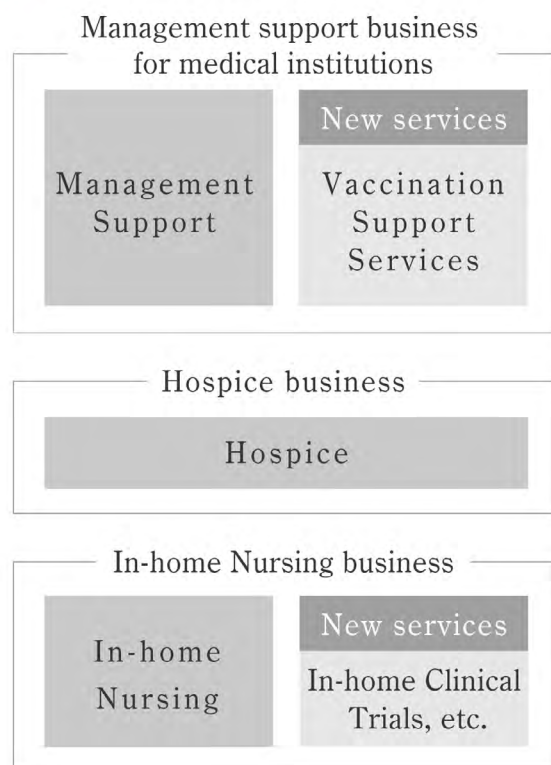 Management support business
for medical institutions
Management
Support
New services
Vaccination
Support
Services
Hospice business
Hospice
In-home Nursing business
In-home
Nursing
New services
In-home Clinical
Trials, etc.